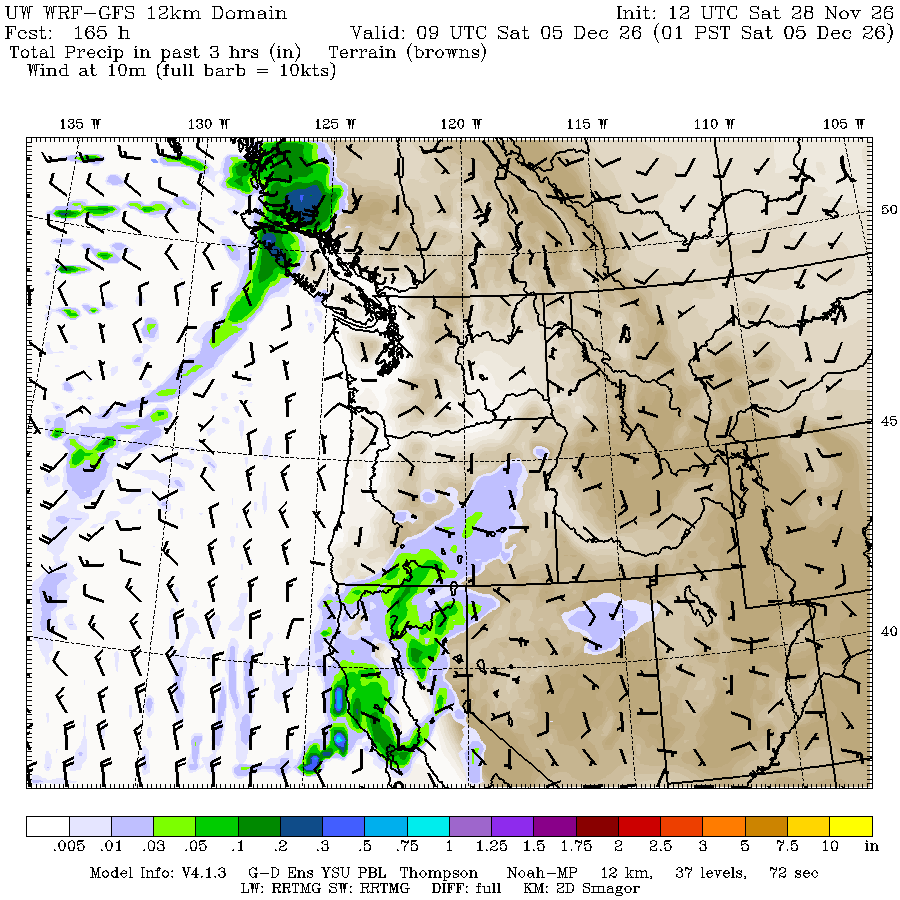 UW WRF-GFS 12km Domain Init: 12 UTC Sat 28 Nov 26
Fcst: 165 h Valid: 09 UTC Sat 05 Dec 26 (01 PST Sat 05 Dec 26)
Total Precip in past 3 hrs (in) Terrain (browns)
Wind at 10m (full barb = 10kts)
135 W 130 W 125 W 120 W 115 W 110 W 105 W
50
45
40
.005 .01 .03 .05 .1 .2 .3 .5 .75 1 1.25 1.5 1.75 2 2.5 3 5 7.5 10 in
Model Info: V4.1.3 G-D Ens YSU PBL Thompson Noah-MP 12 km, 37 levels, 72 sec
LW: RRTMG SW: RRTMG DIFF: full KM: 2D Smagor